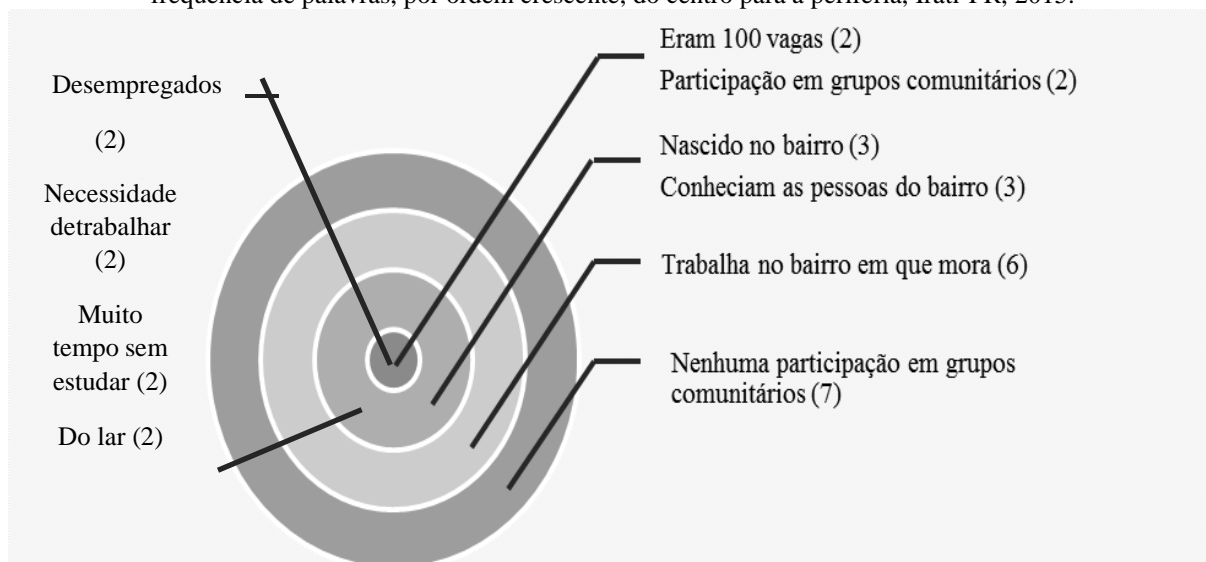 frequência de palavras, por ordem crescente, do centro para a periferia, Irati-PR, 2015.
Desempregados
(2)
Necessidade
detrabalhar
(2)
Muito
tempo sem
estudar (2)
Do lar (2)
Eram 100 vagas (2)
Participação em grupos comunitários (2)
Nascido no bairro (3)
Conheciam as pessoas do bairro (3)
Trabalha no bairro em que mora (6)
Nenhuma participação em grupos
comunitários (7)